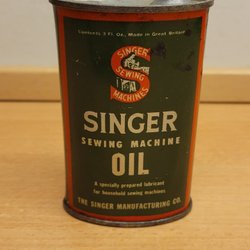 Contents 3 Fl. Oz. Made in Great Britain
SINGER
SEWING
MACHINES
SINGER
SEWING MACHINE
OIL
A specially prepared lubricant
for household sewing machines
THE SINGER MANUFACTURING CO.